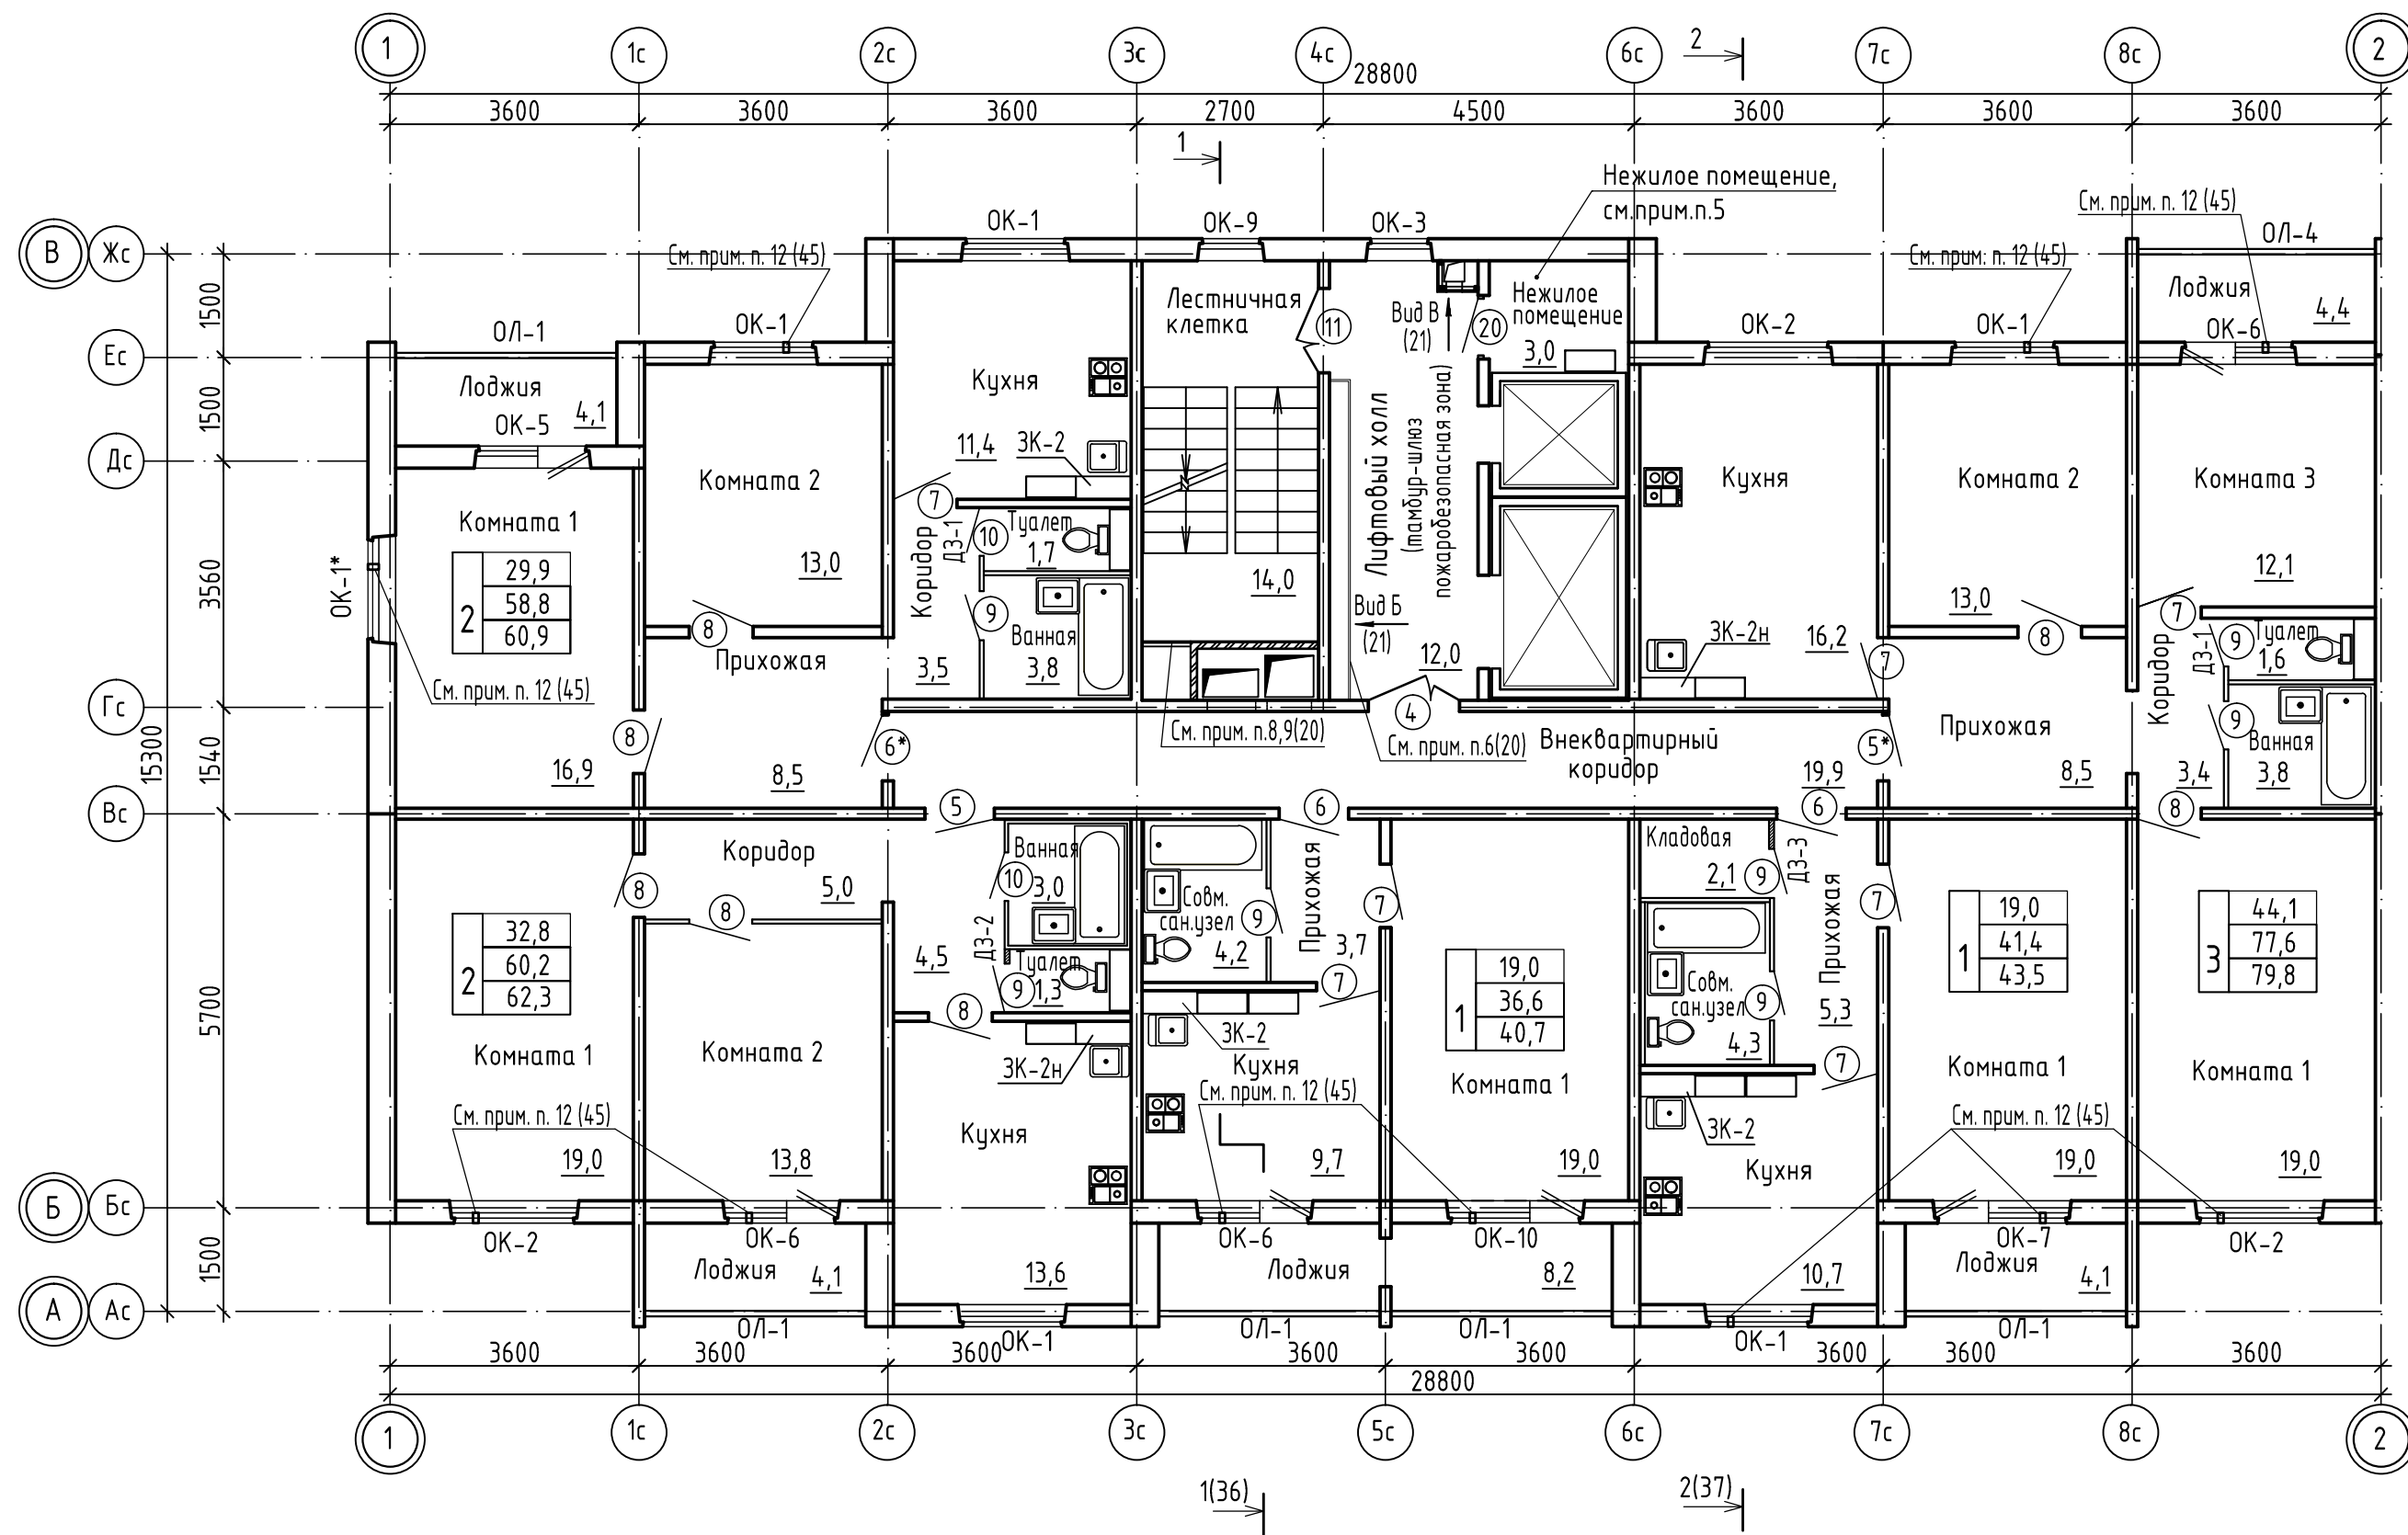 1
1с
2с
3с
4с
6с
7с
8с
2
2
28800
3600
3600
3600
2700
4500
3600
3600
3600
1
Нежилое помещение,
см.прим.п.5
См. прим. п. 12 (45)
В
Жс
ОК-1
ОК-9
ОК-3
ОЛ-4
См. прим. п. 12 (45)
См. прим: п. 12 (45)
1500
Лестничная
клетка
11
Вид В
(21)
20
Нежилое
помещение
3,0
Лоджия
4,4
ОЛ-1
ОК-1
ОК-2
ОК-1
ОК-6
Ес
1500
Лоджия
4,1
ОК-5
Кухня
11,4
ЗК-2
Дс
Комната 1
Комната 2
13,0
7
Лифтовый холл
(тамбур-шлюз
пожаробезопасная зона)
Кухня
Комната 2
Комната 3
ОК-1*
2
29,9
58,8
60,9
3560
Коридор
ДЗ-1
10
Туалет
1,7
14,0
12,1
13,0
8
9
Ванная
3,8
3,5
Вид Б
(21)
12,0
ЗК-2н
16,2
7
8
7
Коридор
ДЗ-1
9
Туалет
1,6
Прихожая
См. прим. п. 12 (45)
Гс
8
6*
4
См. прим. п.8,9(20)
См. прим. п.6(20)
Внеквартирный
коридор
5*
Прихожая
9
Ванная
15300
1540
16,9
8,5
19,9
8,5
3,4
3,8
Вс
5
6
6
8
Коридор
5,0
8
8
Ванная
10
3,0
Прихожая
Совм.
сан.узел
9
4,2
3,7
7
Кладовая
2,1
9
ДЗ-3
Прихожая
7
2
32,8
60,2
62,3
5700
4,5
ДЗ-2
Туалет
9
1,3
8
7
1
19,0
36,6
40,7
Совм.
сан.узел
9
4,3
5,3
7
1
19,0
41,4
43,5
3
44,1
77,6
79,8
Комната 1
Комната 2
ЗК-2н
ЗК-2
Кухня
Комната 1
Комната 1
Комната 1
См. прим. п. 12 (45)
См. прим. п. 12 (45)
См. прим. п. 12 (45)
Кухня
ЗК-2
Кухня
19,0
13,8
9,7
19,0
19,0
19,0
Б
Бс
ОК-2
ОК-6
ОК-6
ОК-10
ОК-7
ОК-2
1500
Лоджия
4,1
13,6
Лоджия
8,2
10,7
Лоджия
4,1
А
Ас
ОЛ-1
ОК-1
ОЛ-1
ОЛ-1
ОК-1
ОЛ-1
3600
3600
3600
3600
3600
3600
3600
3600
28800
1
1с
2с
3с
5с
6с
7с
8с
2
1(36)
2(37)